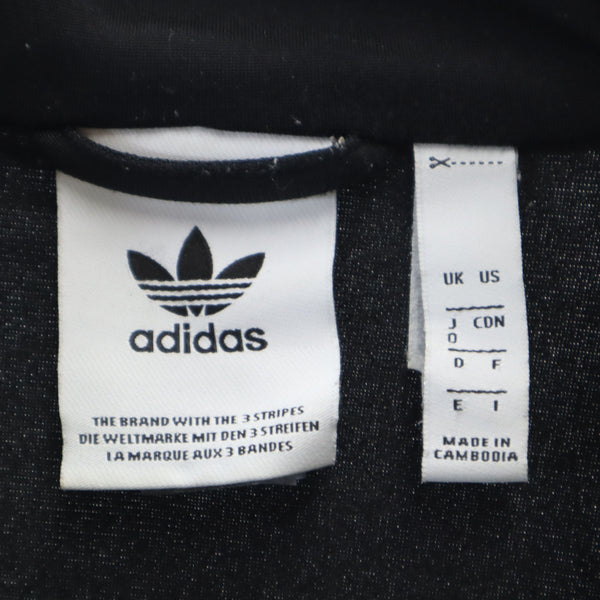 adidas
THE BRAND WITH THE 3 STRIPES
DIE WELTMARKE MIT DEN 3 STREIFEN
LA MARQUE AUX 3 BANDES
UK US
JO CDN
D F
E I
MADE IN
CAMBODIA